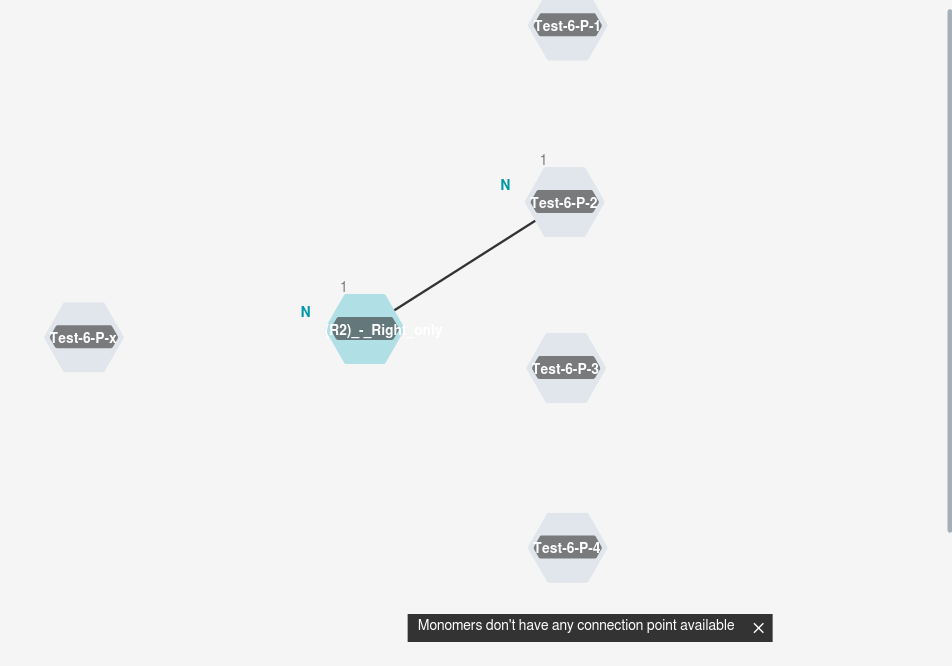 Test-6-P-1
1
N
Test-6-P-2
1
N
(R2)_-_Right_only
Test-6-P-x
Test-6-P-3
Test-6-P-4
Monomers don't have any connection point available